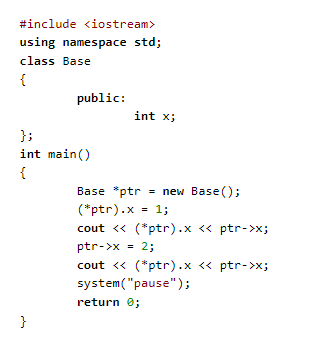 #include <iostream>
using namespace std;
class Base
{
public:
int x;
};
int main()
{
Base *ptr = new Base();
(*ptr).x = 1;
cout << (*ptr).x << ptr->x;
ptr->x = 2;
cout << (*ptr).x << ptr->x;
system("pause");
return 0;
}